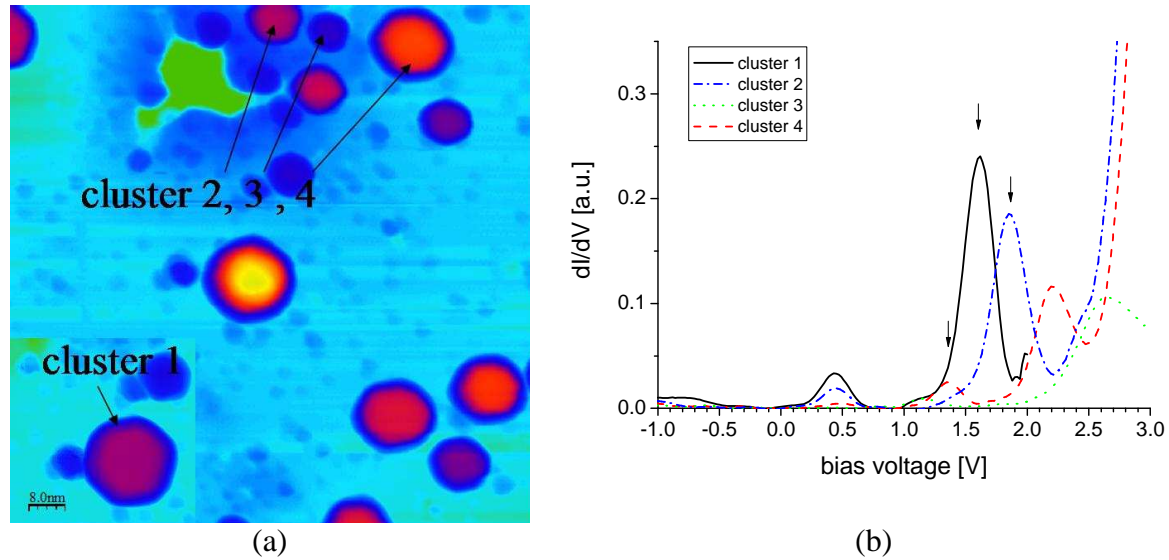 cluster 2, 3 , 4
cluster 1
8.0nm
(a)
cluster 1
cluster 2
cluster 3
cluster 4
dI/dV [a.u.]
0.3
0.2
0.1
0.0
-1.0 -0.5 0.0 0.5 1.0 1.5 2.0 2.5 3.0
bias voltage [V]
(b)